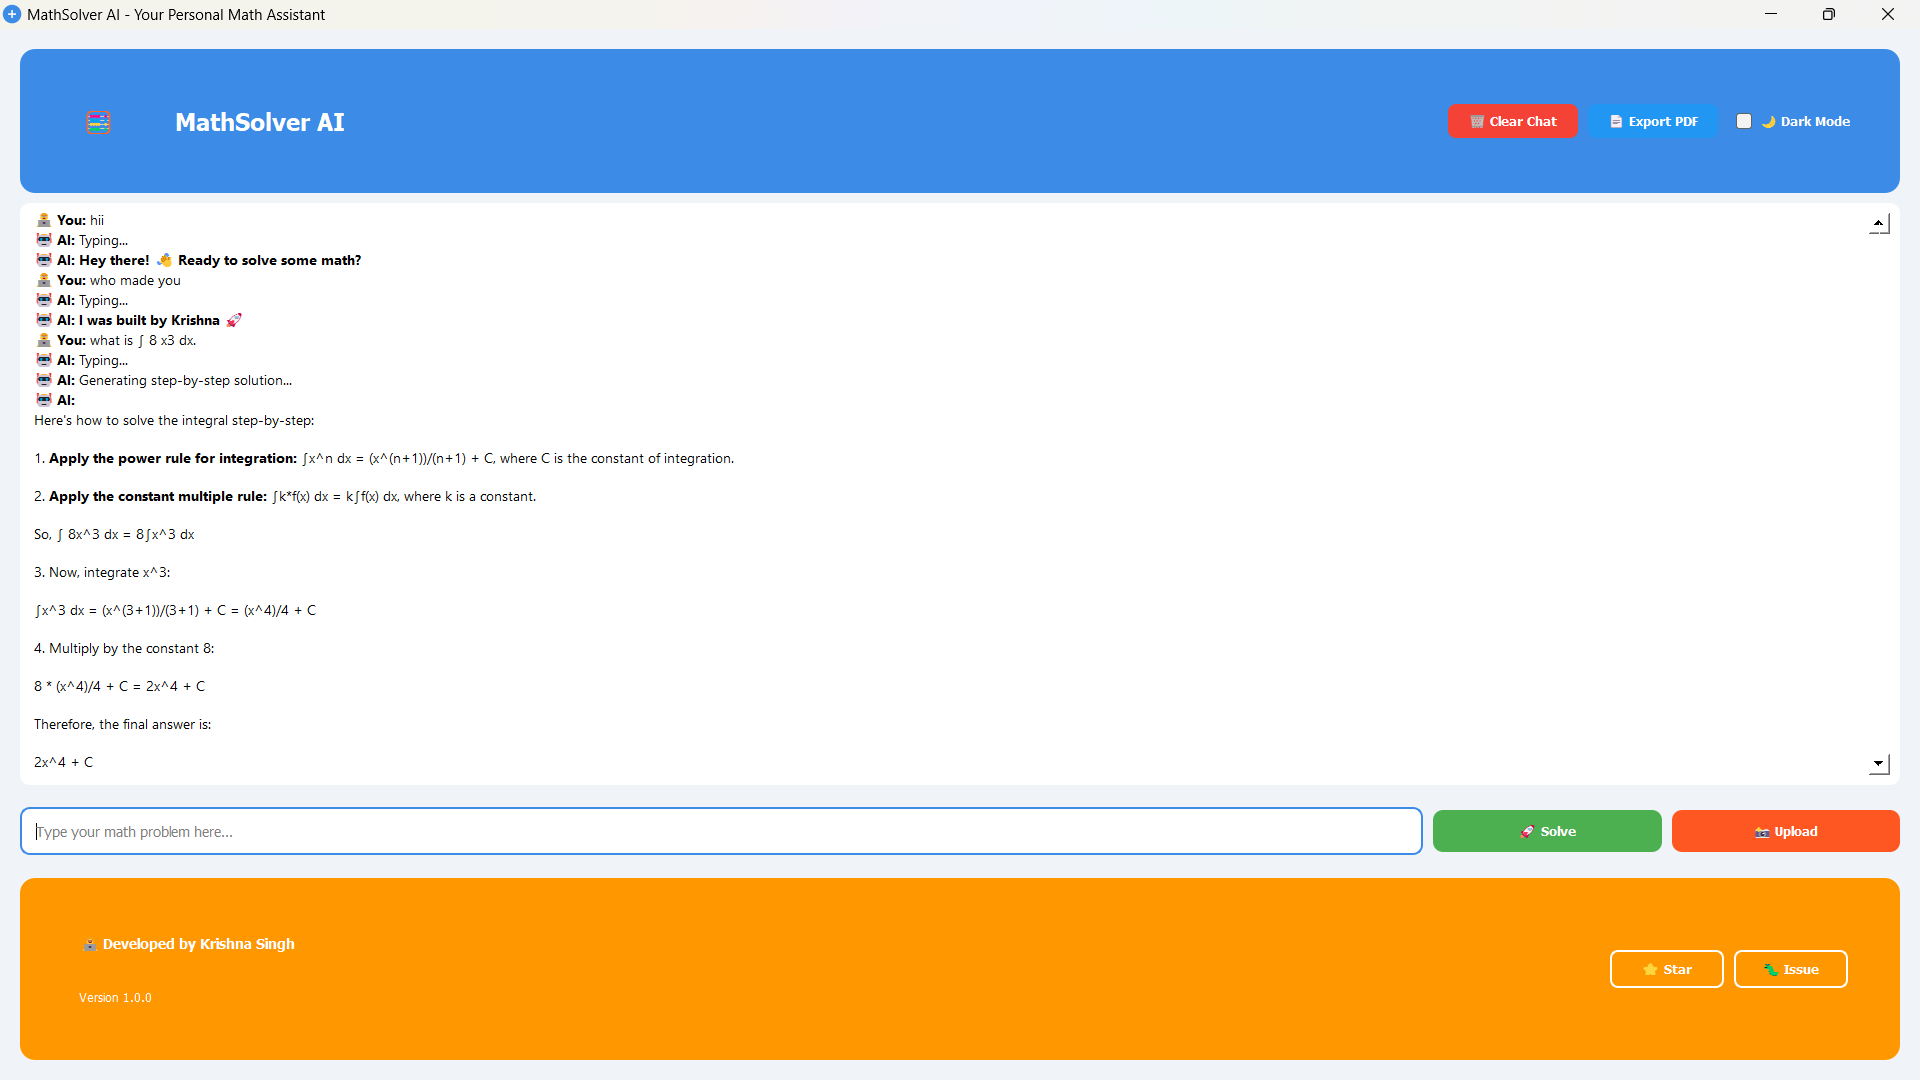 MathSolver AI - Your Personal Math Assistant
MathSolver AI
Clear Chat
Export PDF
Dark Mode
You: hii
AI: Typing...
AI: Hey there! 👋 Ready to solve some math?
You: who made you
AI: Typing...
AI: I was built by Krishna 🚀
You: what is ∫ 8 x3 dx.
AI: Typing...
AI: Generating step-by-step solution...
AI:
Here's how to solve the integral step-by-step:
1. Apply the power rule for integration: ∫x^n dx = (x^(n+1))/(n+1) + C, where C is the constant of integration.
2. Apply the constant multiple rule: ∫k*f(x) dx = k∫f(x) dx, where k is a constant.
So, ∫ 8x^3 dx = 8∫x^3 dx
3. Now, integrate x^3:
∫x^3 dx = (x^(3+1))/(3+1) + C = (x^4)/4 + C
4. Multiply by the constant 8:
8 * (x^4)/4 + C = 2x^4 + C
Therefore, the final answer is:
2x^4 + C
Type your math problem here...
Solve
Upload
Developed by Krishna Singh
Version 1.0.0
Star
Issue